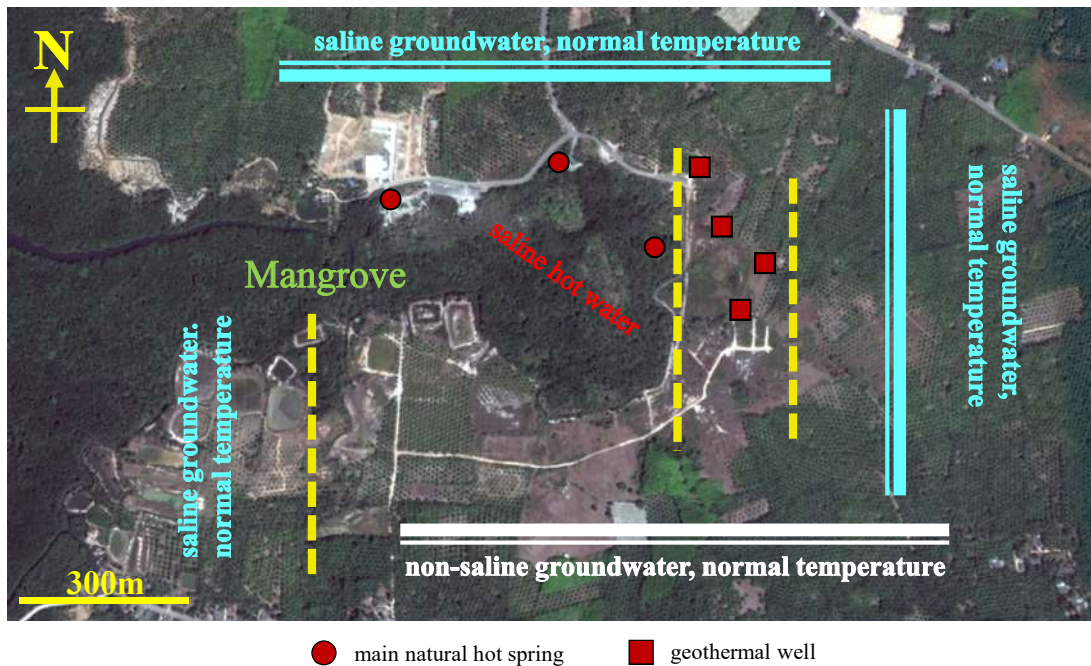 saline groundwater, normal temperature
N
saline groundwater,
normal temperature
saline hot water
Mangrove
saline groundwater.
normal temperature
300m
non-saline groundwater, normal temperature
main natural hot spring
geothermal well